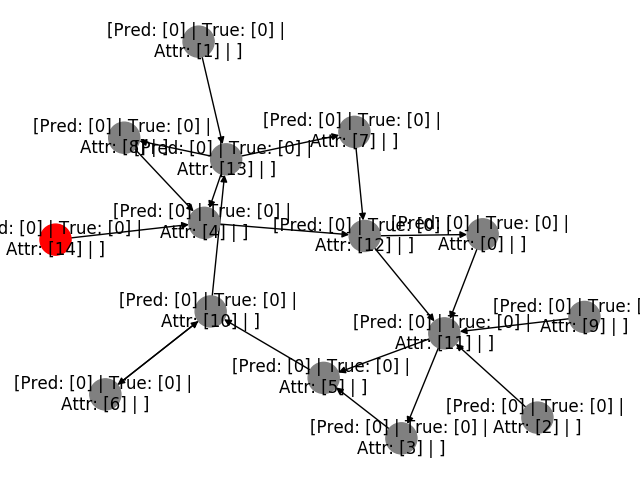 [Pred: [0] | True: [0] |
Attr: [1] | ]
[Pred: [0] | True: [0] |
Attr: [8] | ]
[Pred: [0] | True: [0] |
Attr: [7] | ]
[Pred: [0] | True: [0] |
Attr: [13] | ]
[Pred: [0] | True: [0] |
Attr: [4] | ]
d: [0] | True: [0] |
Attr: [14] | ]
[Pred: [0] | True: [0] |
Attr: [12] | ]
[Pred: [0] | True: [0] |
Attr: [0] | ]
[Pred: [0] | True: [0] |
Attr: [10] | ]
[Pred: [0] | True: [
Attr: [9] | ]
[Pred: [0] | True: [0] |
Attr: [11] | ]
[Pred: [0] | True: [0] |
Attr: [5] | ]
[Pred: [0] | True: [0] |
Attr: [6] | ]
[Pred: [0] | True: [0] |
Attr: [2] | ]
[Pred: [0] | True: [0] |
Attr: [3] | ]